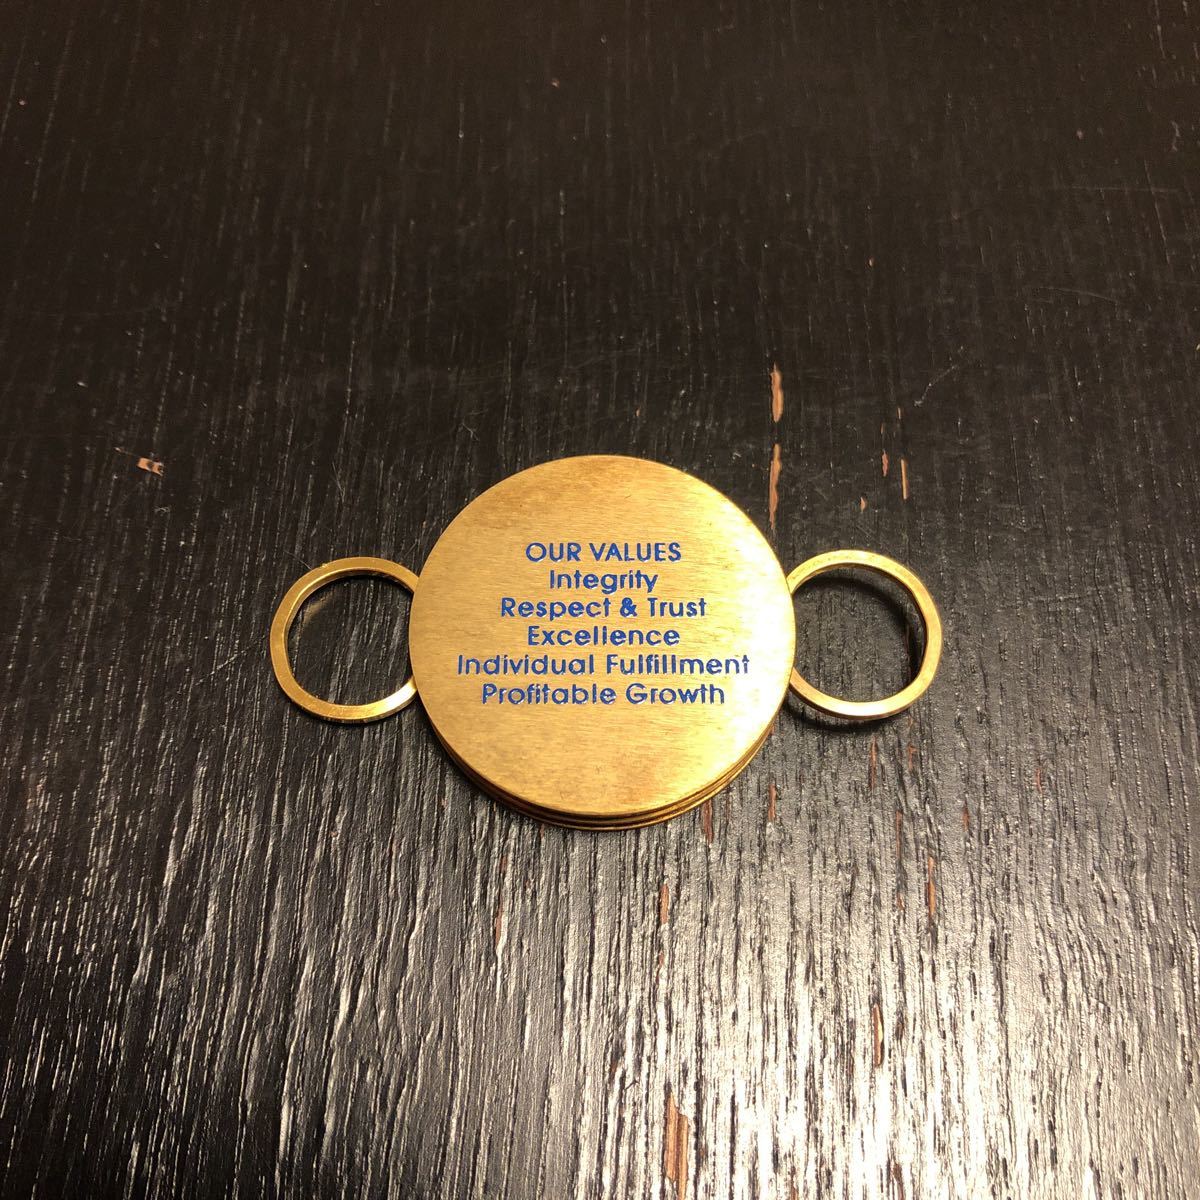 OUR VALUES
Integrity
Respect & Trust
Excellence
Individual Fulfillment
Profitable Growth